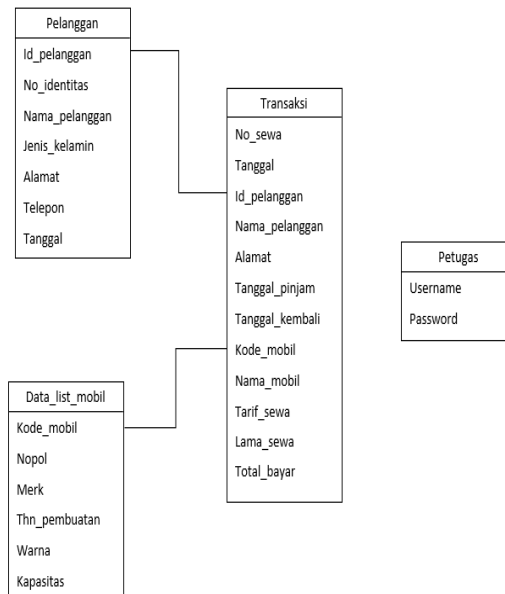 Pelanggan
Id_pelanggan
No_identitas
Nama_pelanggan
Jenis_kelamin
Alamat
Telepon
Tanggal
Transaksi
No_sewa
Tanggal
Id_pelanggan
Nama_pelanggan
Alamat
Tanggal_pinjam
Tanggal_kembali
Kode_mobil
Nama_mobil
Tarif_sewa
Lama_sewa
Total_bayar
Petugas
Username
Password
Data_list_mobil
Kode_mobil
Nopol
Merk
Thn_pembuatan
Warna
Kapasitas